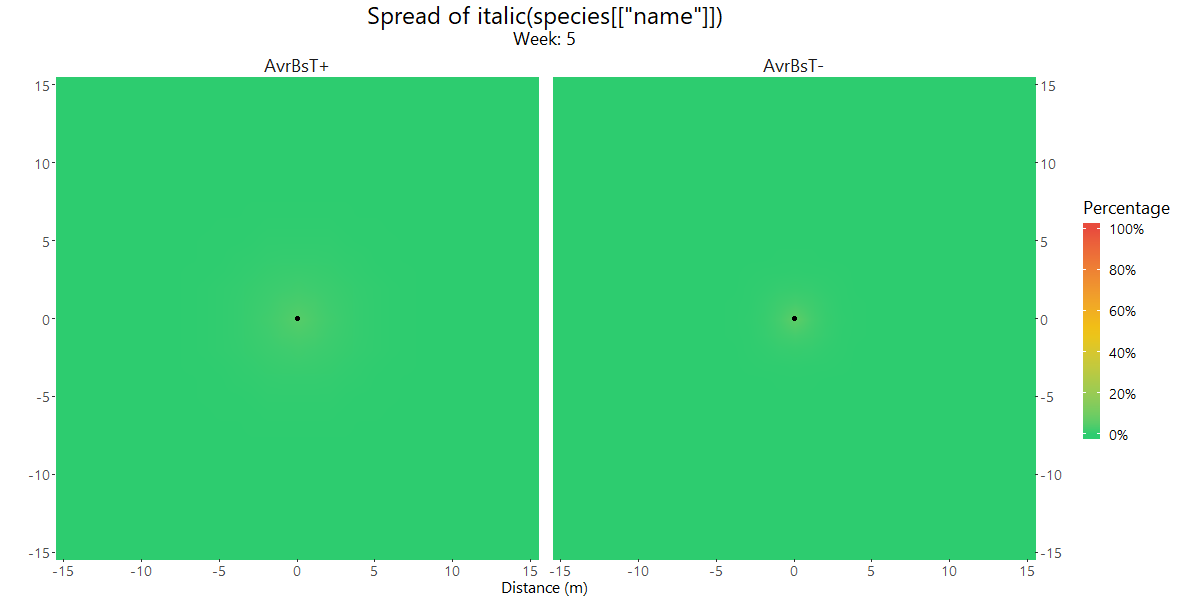 Spread of italic(species[["name"]])
Week: 5
AvrBsT+ AvrBsT-
15 15
10 10
5 5
0 0
-5 -5
-10 -10
-15 -15
-15 -10 -5 0 5 10 15 -15 -10 -5 0 5 10 15
Distance (m)
Percentage
100%
80%
60%
40%
20%
0%